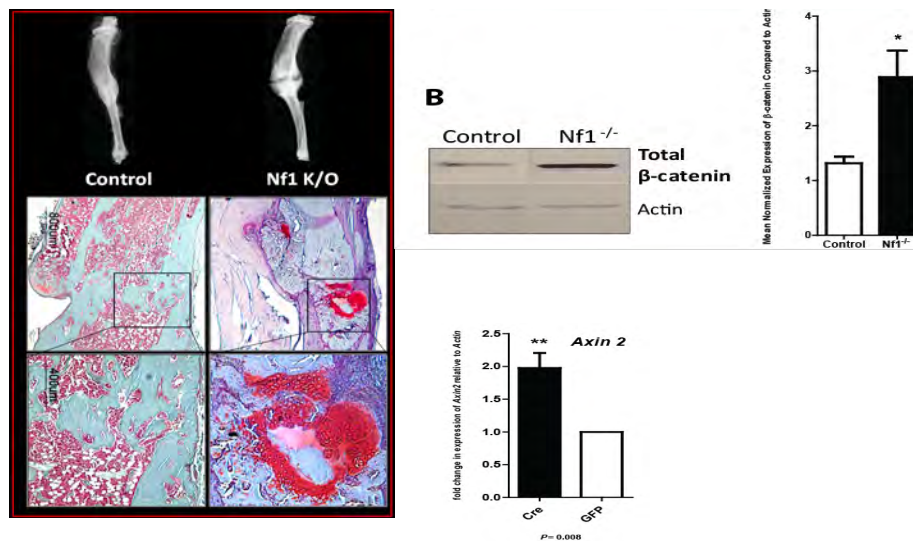 Control Nf1 K/O
800um
400um
B
Control Nf1 -/-
Total
β-catenin
Actin
Mean Normalized Expression of β-catenin Compared to Actin
4
3
2
1
0
*
Control Nf1-/-
fold change in expression of Axin2 relative to Actin
2.5
2.0
1.5
1.0
0.5
0.0
** Axin 2
Cre GFP
P= 0.008